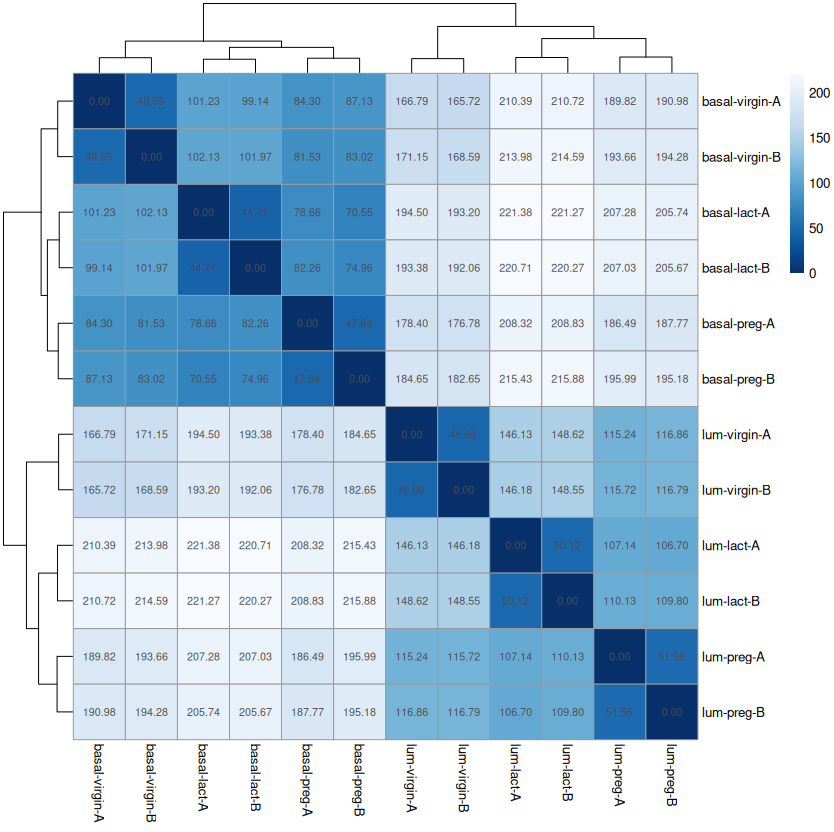 200
150
100
50
0
0.00 49.55 101.23 99.14 84.30 87.13 166.79 165.72 210.39 210.72 189.82 190.98 basal-virgin-A
49.55 0.00 102.13 101.97 81.53 83.02 171.15 168.59 213.98 214.59 193.66 194.28 basal-virgin-B
101.23 102.13 0.00 78.66 70.55 194.50 193.20 221.38 221.27 207.28 205.74 basal-lact-A
99.14 101.97 0.00 82.26 74.96 193.38 192.06 220.71 220.27 207.03 205.67 basal-lact-B
84.30 81.53 78.66 82.26 0.00 47.84 178.40 176.78 208.32 208.83 186.49 187.77 basal-preg-A
87.13 83.02 70.55 74.96 47.84 0.00 184.65 182.65 215.43 215.88 195.99 195.18 basal-preg-B
166.79 171.15 194.50 193.38 178.40 184.65 0.00 146.13 148.62 115.24 116.86 lum-virgin-A
165.72 168.59 193.20 192.06 176.78 182.65 0.00 146.18 148.55 115.72 116.79 lum-virgin-B
210.39 213.98 221.38 220.71 208.32 215.43 146.13 146.18 0.00 50.12 107.14 106.70 lum-lact-A
210.72 214.59 221.27 220.27 208.83 215.88 148.62 148.55 50.12 0.00 110.13 109.80 lum-lact-B
189.82 193.66 207.28 207.03 186.49 195.99 115.24 115.72 107.14 110.13 0.00 51.56 lum-preg-A
190.98 194.28 205.74 205.67 187.77 195.18 116.86 116.79 106.70 109.80 51.56 0.00 lum-preg-B
basal-virgin-A
basal-virgin-B
basal-lact-A
basal-lact-B
basal-preg-A
basal-preg-B
lum-virgin-A
lum-virgin-B
lum-lact-A
lum-lact-B
lum-preg-A
lum-preg-B